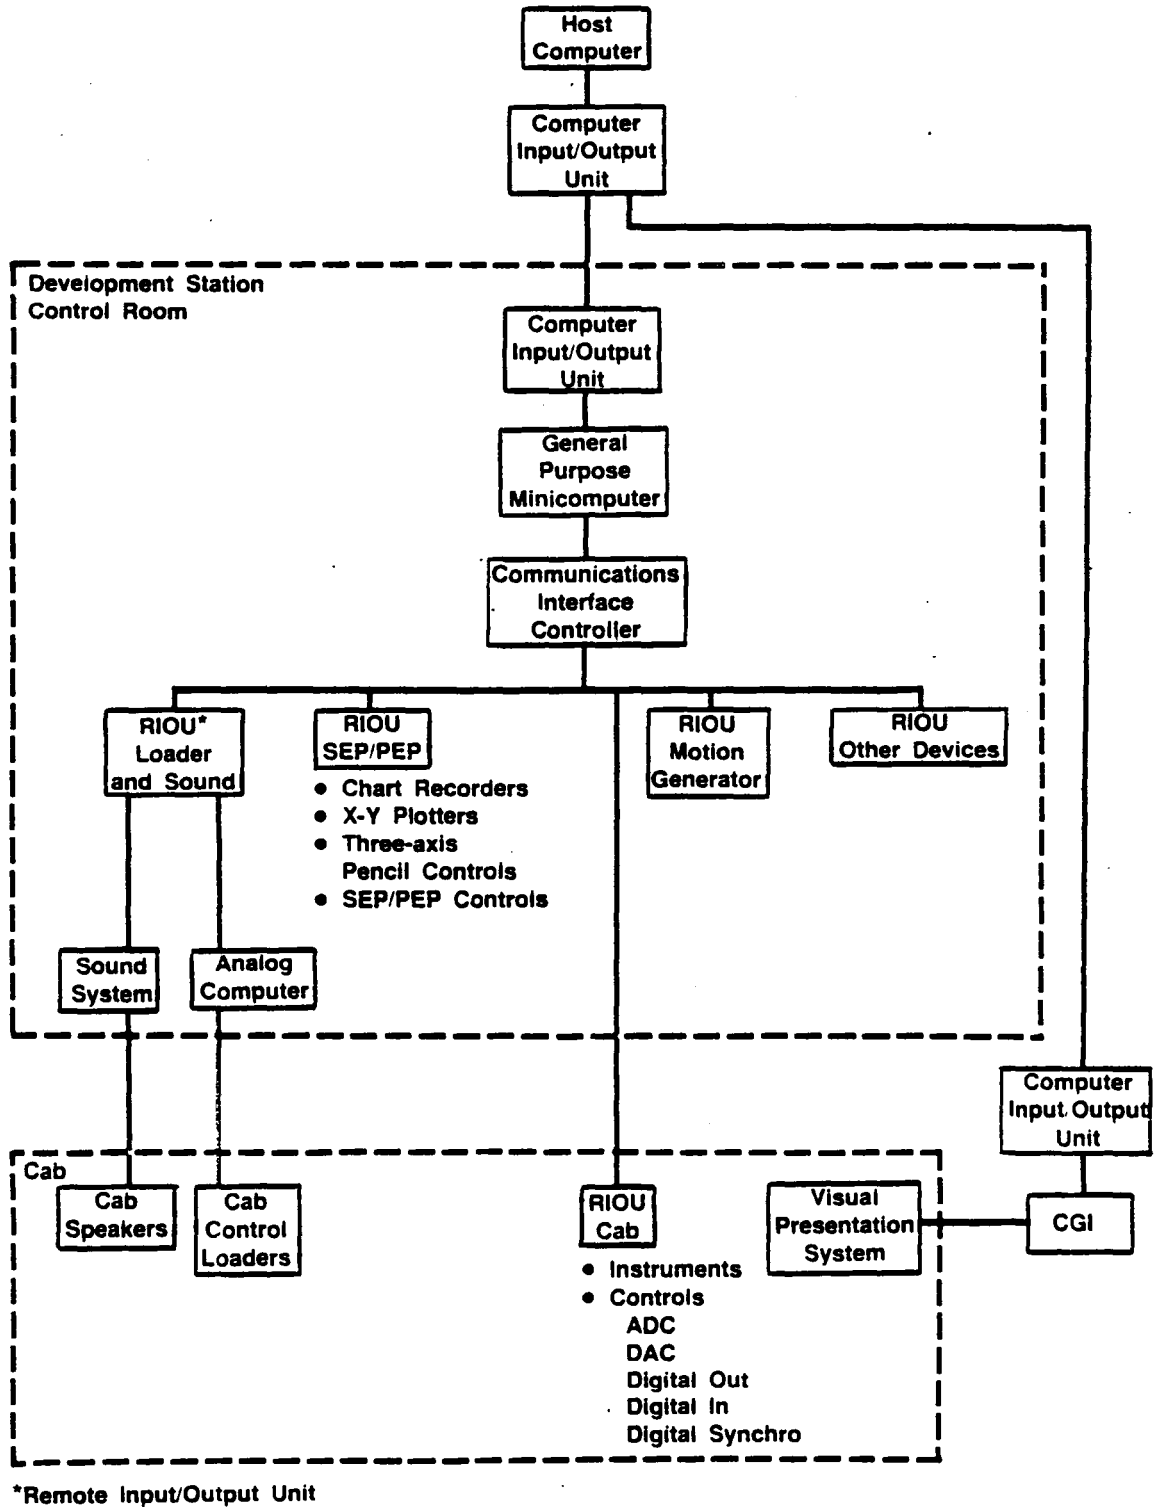 Host
Computer
Computer
Input/Output
Unit
Development Station
Control Room
Computer
Input/Output
Unit
General
Purpose
Minicomputer
Communications
Interface
Controller
RIOU*
Loader
and Sound
RIOU
SEP/PEP
● Chart Recorders
● X-Y Plotters
● Three-axis
Pencil Controls
● SEP/PEP Controls
RIOU
Motion
Generator
RIOU
Other Devices
Sound
System
Analog
Computer
Computer
Input/Output
Unit
Cab
Cab
Speakers
Cab
Control
Loaders
RIOU
Cab
● Instruments
● Controls
ADC
DAC
Digital Out
Digital In
Digital Synchro
Visual
Presentation
System
CGI
*Remote Input/Output Unit